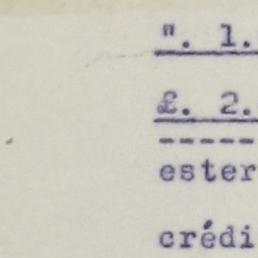 ". 1.
£. 2.
------
ester
crédi